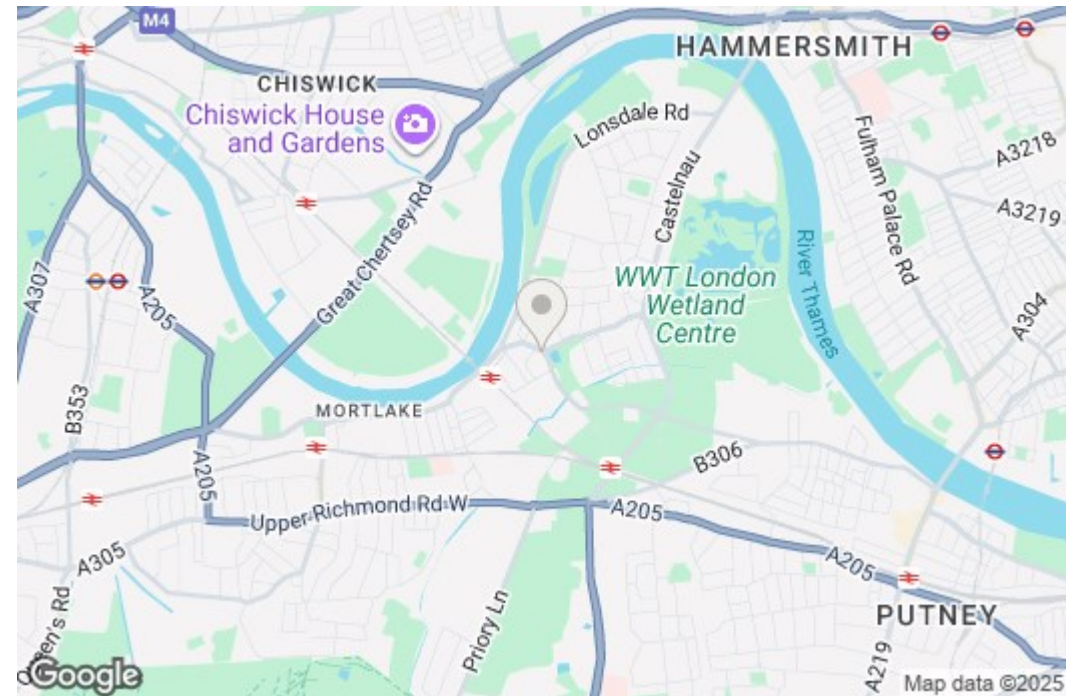 M4
HAMMERSMITH
CHISWICK
Chiswick House
and Gardens
Lonsdale Rd
Fulham Palace Rd
A3218
Castelnau
A3219
Great Chertsey Rd
River Thames
WWT London
Wetland
Centre
A307
A205
A304
B353
MORTLAKE
A205
B306
Upper Richmond Rd W
A205
A305
A205
Priory Ln
PUTNEY
A219
Google
Map data ©2025